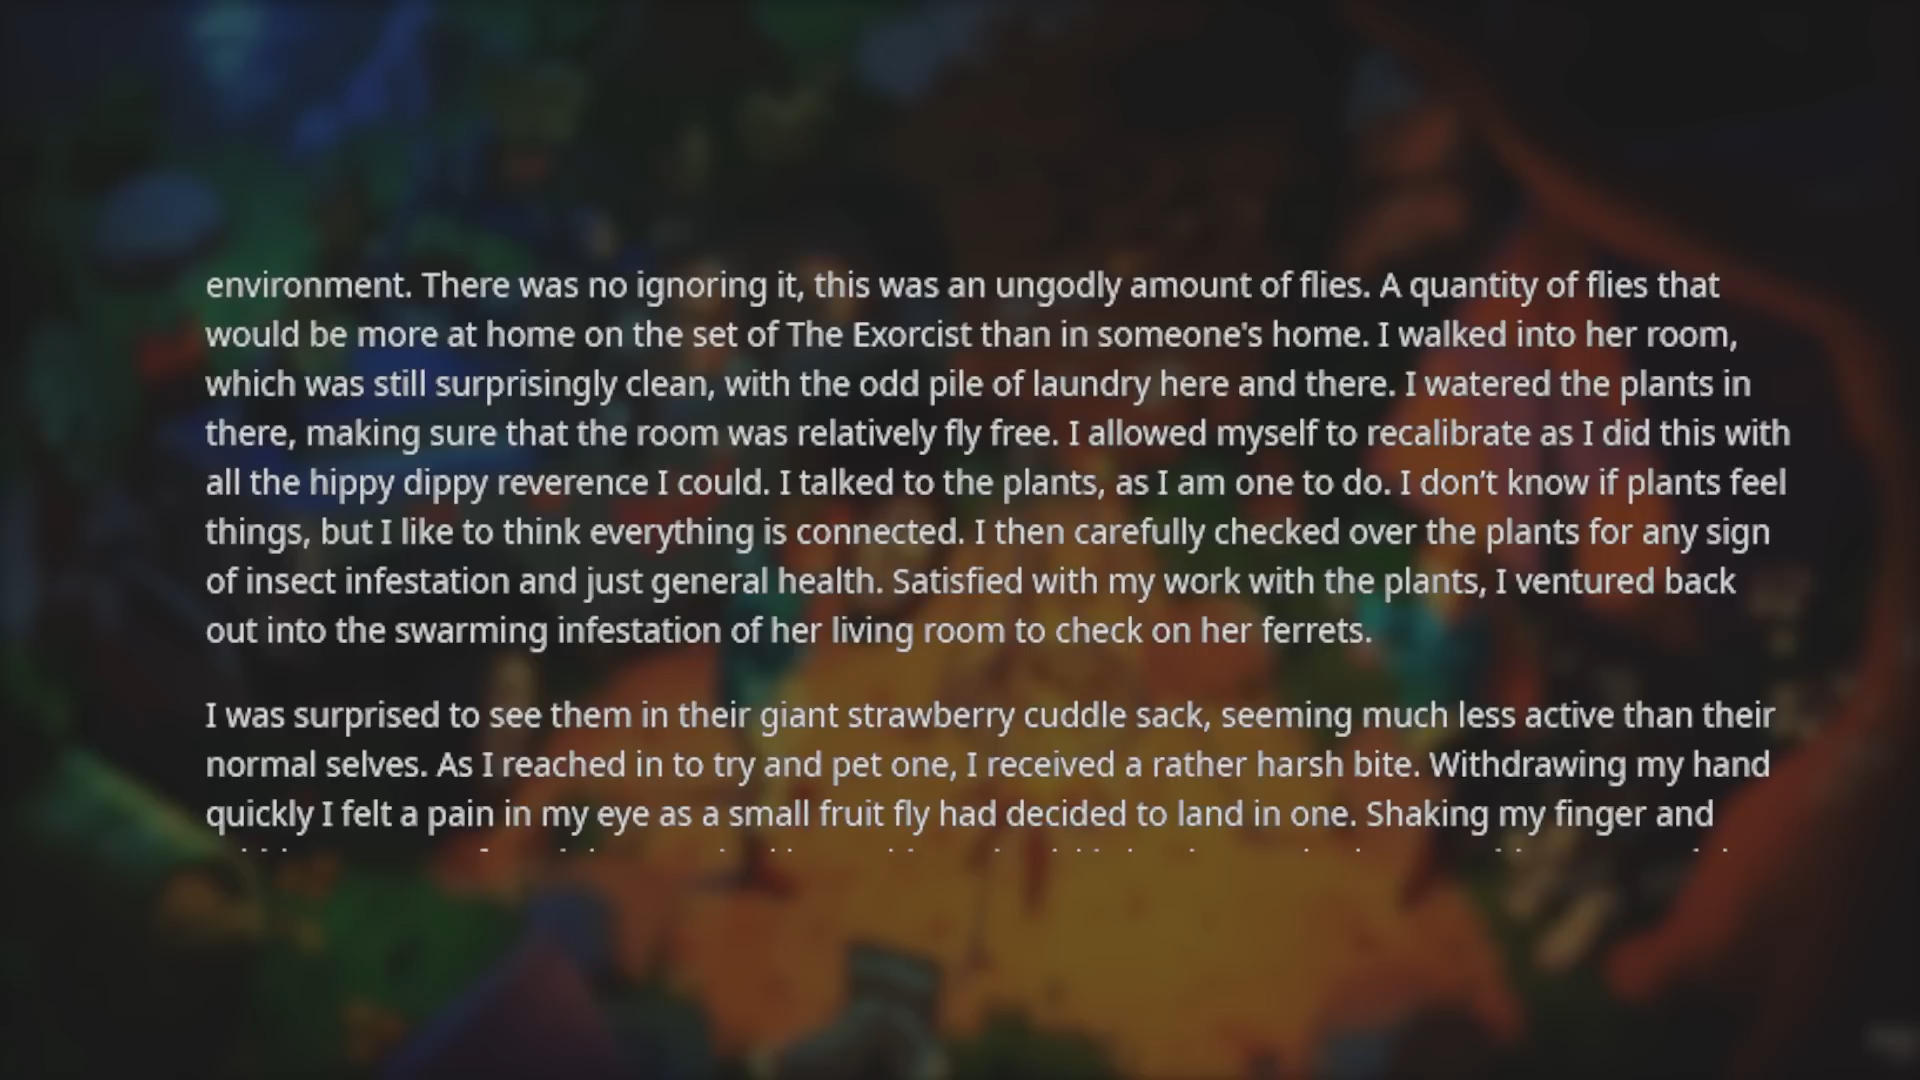 environment. There was no ignoring it, this was an ungodly amount of flies. A quantity of flies that
would be more at home on the set of The Exorcist than in someone's home. I walked into her room,
which was still surprisingly clean, with the odd pile of laundry here and there. I watered the plants in
there, making sure that the room was relatively fly free. I allowed myself to recalibrate as I did this with
all the hippy dippy reverence I could. I talked to the plants, as I am one to do. I don’t know if plants feel
things, but I like to think everything is connected. I then carefully checked over the plants for any sign
of insect infestation and just general health. Satisfied with my work with the plants, I ventured back
out into the swarming infestation of her living room to check on her ferrets.
I was surprised to see them in their giant strawberry cuddle sack, seeming much less active than their
normal selves. As I reached in to try and pet one, I received a rather harsh bite. Withdrawing my hand
quickly I felt a pain in my eye as a small fruit fly had decided to land in one. Shaking my finger and